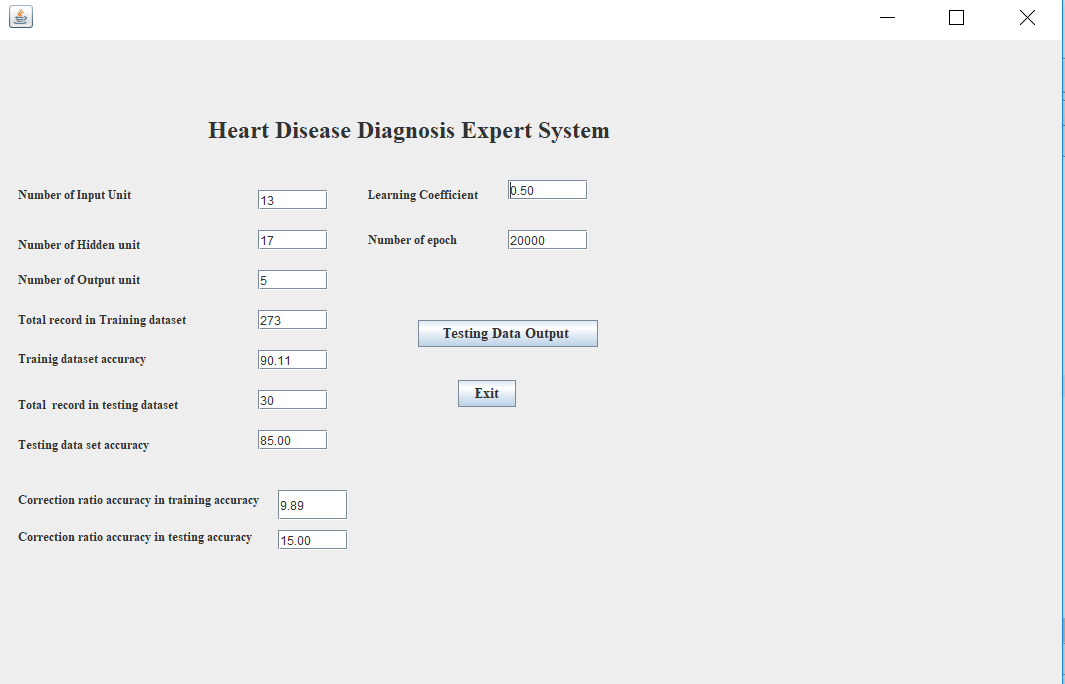 Heart Disease Diagnosis Expert System
Number of Input Unit 13 Learning Coefficient 0.50
Number of Hidden unit 17 Number of epoch 20000
Number of Output unit 5
Total record in Training dataset 273
Testing Data Output
Trainig dataset accuracy 90.11
Exit
Total record in testing dataset 30
Testing data set accuracy 85.00
Correction ratio accuracy in training accuracy 9.89
Correction ratio accuracy in testing accuracy 15.00